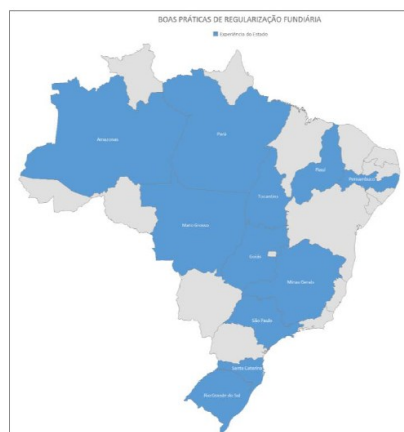 BOAS PRÁTICAS DE REGULARIZAÇÃO FUNDIÁRIA
Experiência do Estado
Amazonas
Pará
Piauí
Pernambuco
Tocantins
Mato Grosso
Goiás
Minas Gerais
São Paulo
Santa Catarina
Rio Grande do Sul